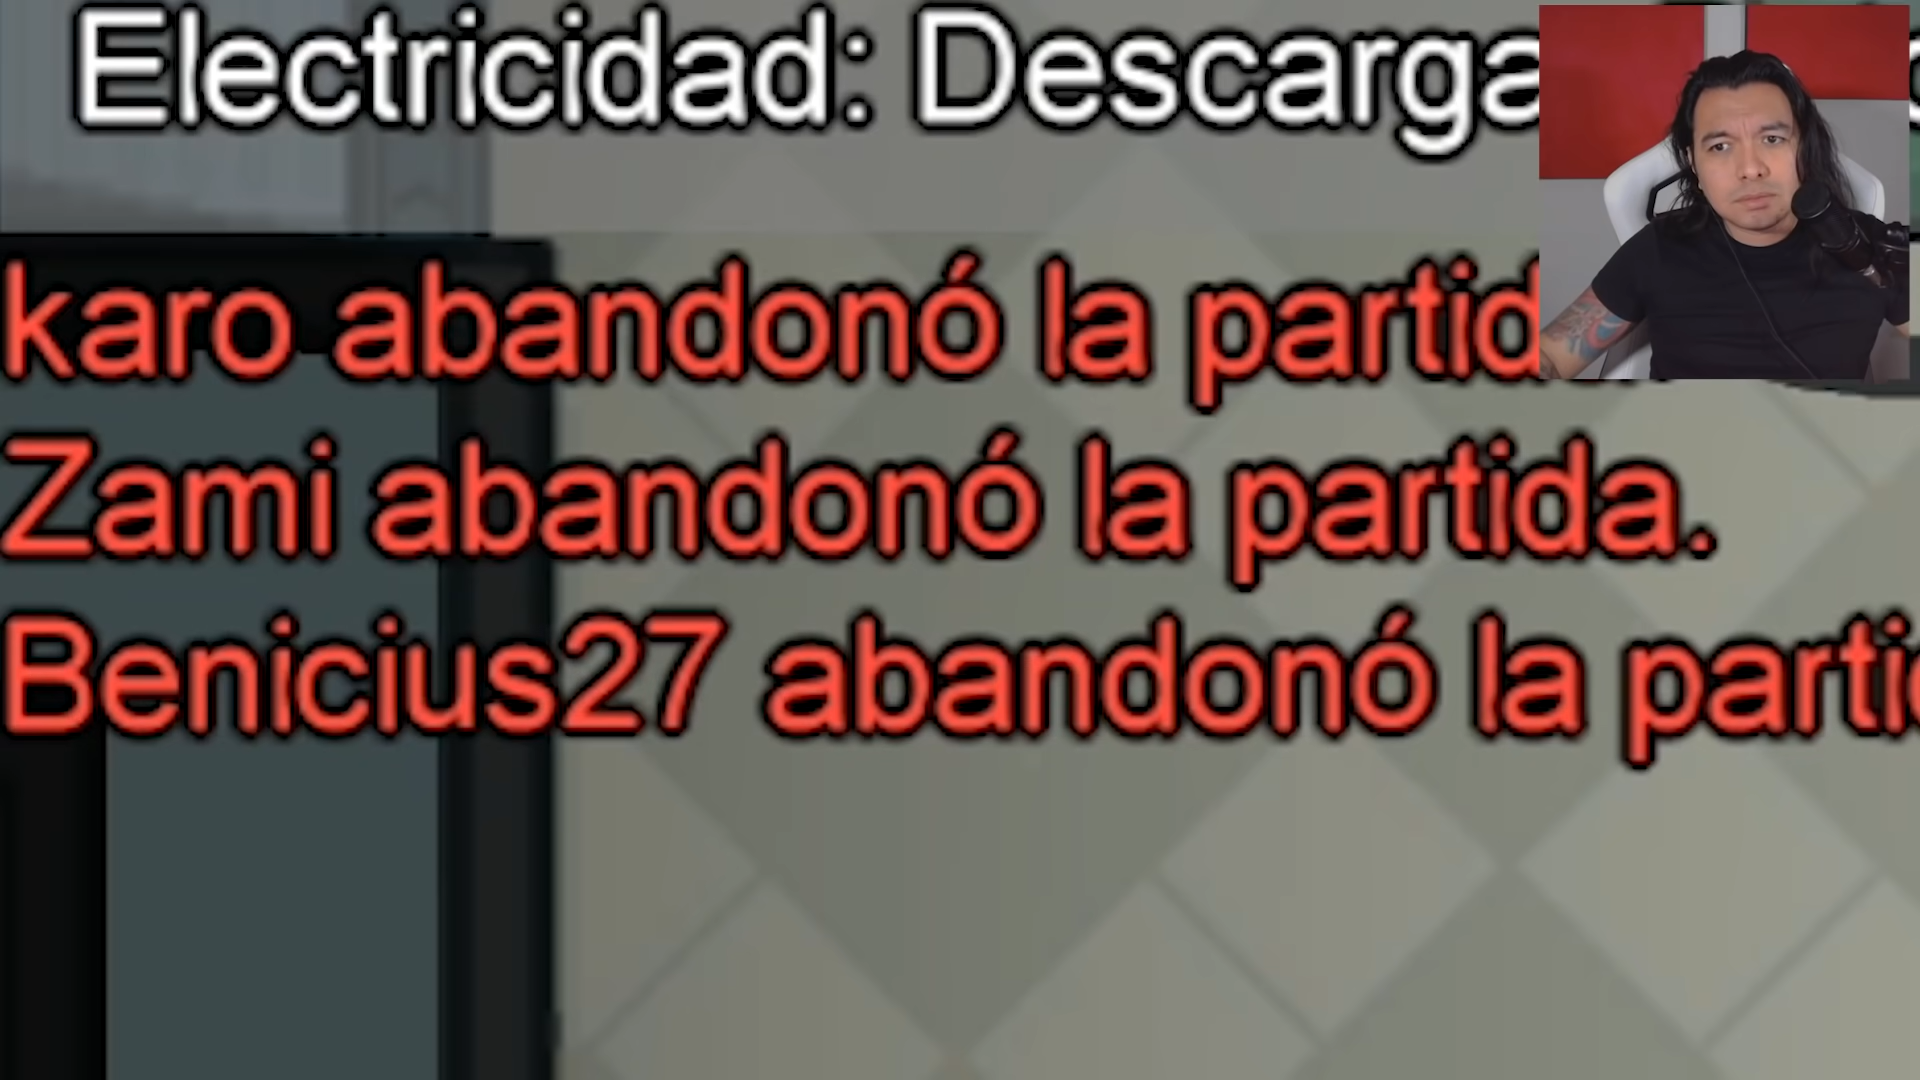 Electricidad: Descarga
karo abandonó la partid
Zami abandonó la partida.
Benicius27 abandonó la parti